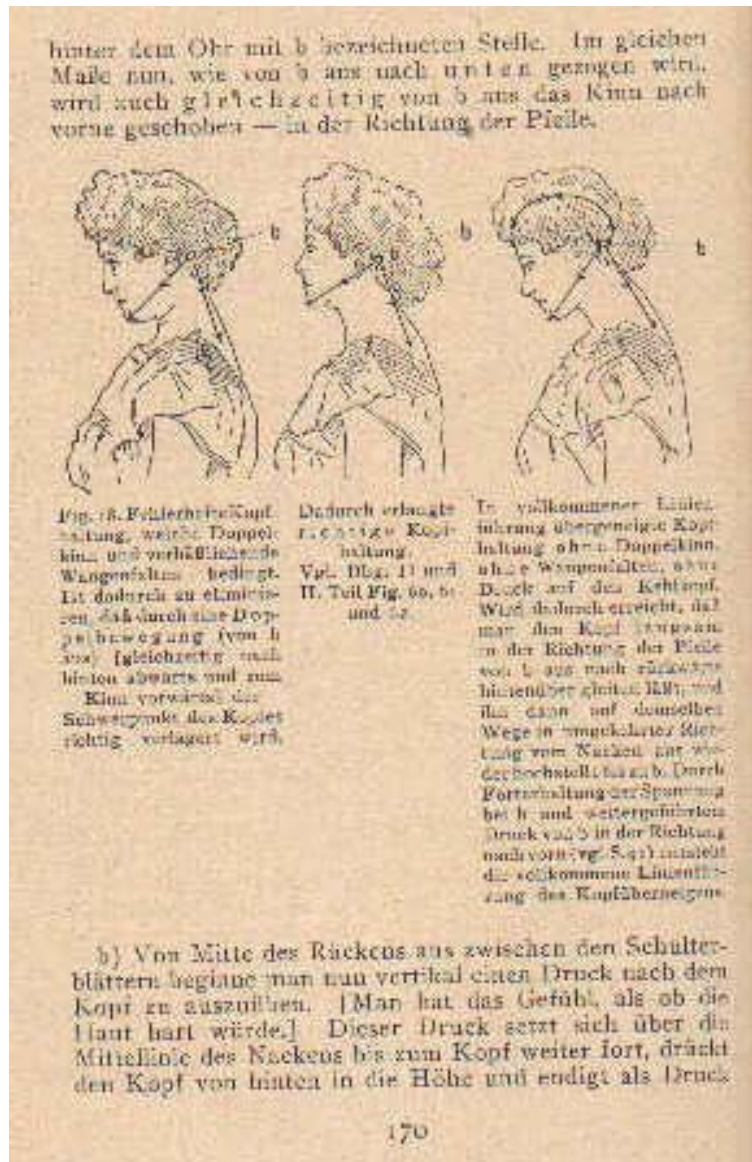 hinter dem Ohr mit b bezeichneten Stelle. Im gleichen
Maße nun, wie von b aus nach unten gezogen wird,
wird auch gleichzeitig von b aus das Kinn nach
vorne geschoben — in der Richtung der Pfeile.
b
b
b
b
Fig. 18. Fehlerhafte Kopf-
haltung, welche Doppel-
kinn und verhäßlichende
Wangenfalten bedingt.
Ist dadurch zu eliminie-
ren, daß durch eine Dop-
pelbewegung (von b
aus) [gleichzeitig nach
hinten abwärts und zum
Kinn vorwärts] der
Schwerpunkt des Kopfes
richtig verlagert wird.
Dadurch erlangte
richtige Kopf-
haltung.
Vgl. Dbg. II und
II. Teil Fig. 60, 61
und 62.
In vollkommener Linien-
führung übergeneigte Kopf-
haltung ohne Doppelkinn,
ohne Wangenfalten, ohne
Druck auf den Kehlkopf.
Wird dadurch erreicht, daß
man den Kopf langsam
in der Richtung der Pfeile
von b aus nach rückwärts
hintenüber gleiten läßt, und
ihn dann auf demselben
Wege in umgekehrter Rich-
tung vom Nacken aus wie-
der hochstellt bis zu b. Durch
Forterhaltung der Spannung
bei b und weitergeführtem
Druck von b in der Richtung
nach vorn (vgl. S. 42) entsteht
die vollkommene Linienfüh-
rung des Kopfüberneigens.
b) Von Mitte des Rückens aus zwischen den Schulter-
blättern beginne man nun vertikal einen Druck nach dem
Kopf zu auszuüben. [Man hat das Gefühl, als ob die
Haut hart würde.] Dieser Druck setzt sich über die
Mittellinie des Nackens bis zum Kopf weiter fort, drückt
den Kopf von hinten in die Höhe und endigt als Druck
170